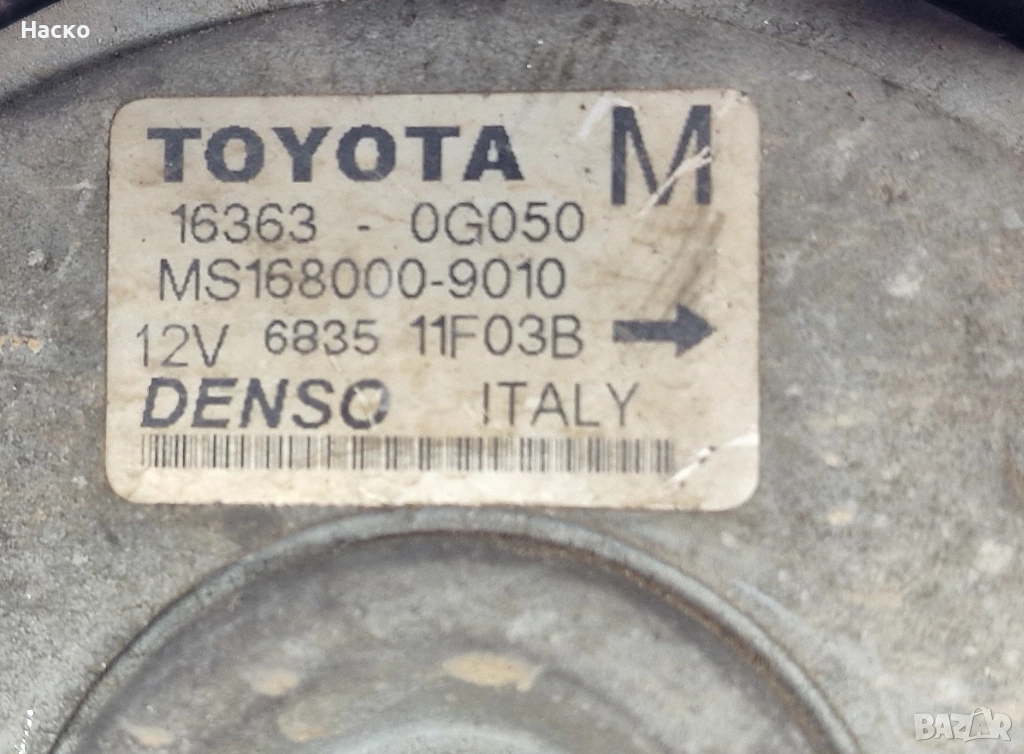 Наско
TOYOTA M
16363 - 0G050
MS168000-9010
12V 6835 11F03B
DENSO ITALY
BAZAR